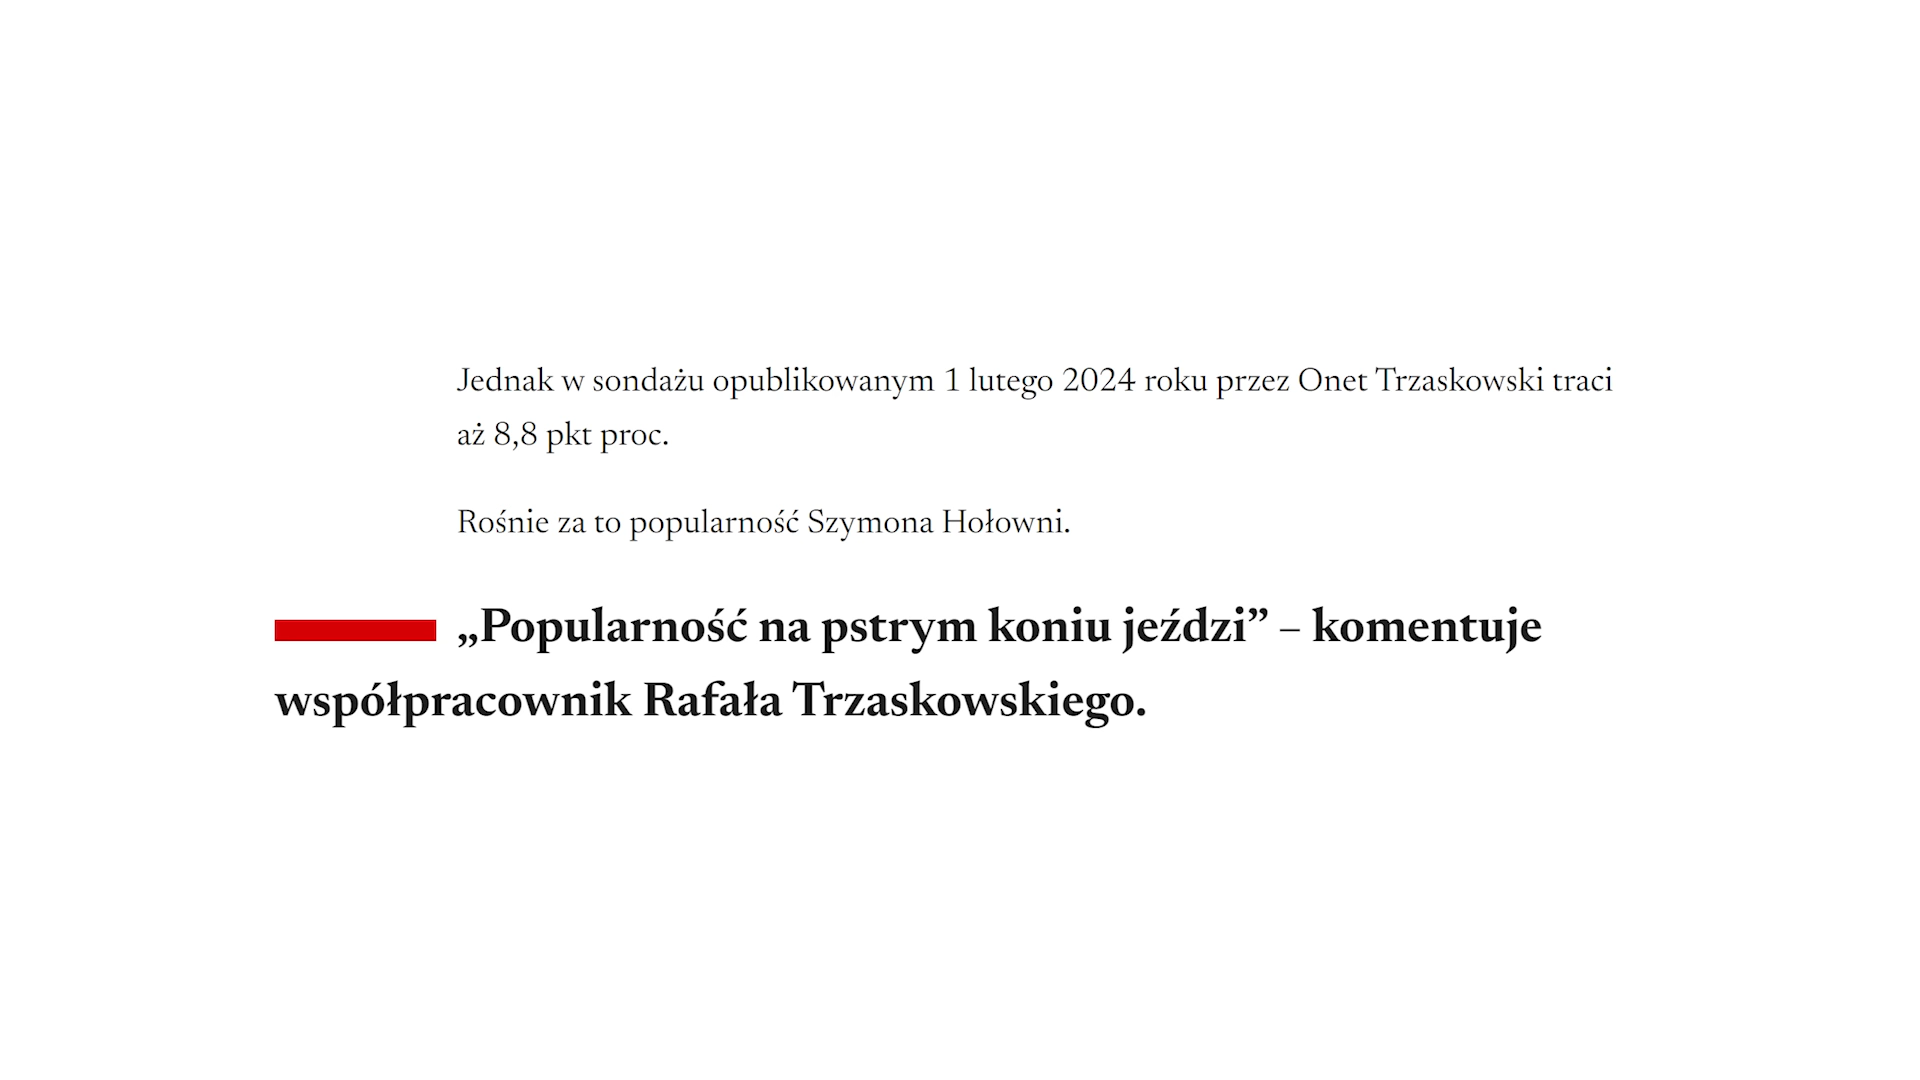 Jednak w sondażu opublikowanym 1 lutego 2024 roku przez Onet Trzaskowski traci
aż 8,8 pkt proc.
Rośnie za to popularność Szymona Hołowni.
„Popularność na pstrym koniu jeździ” – komentuje
współpracownik Rafała Trzaskowskiego.